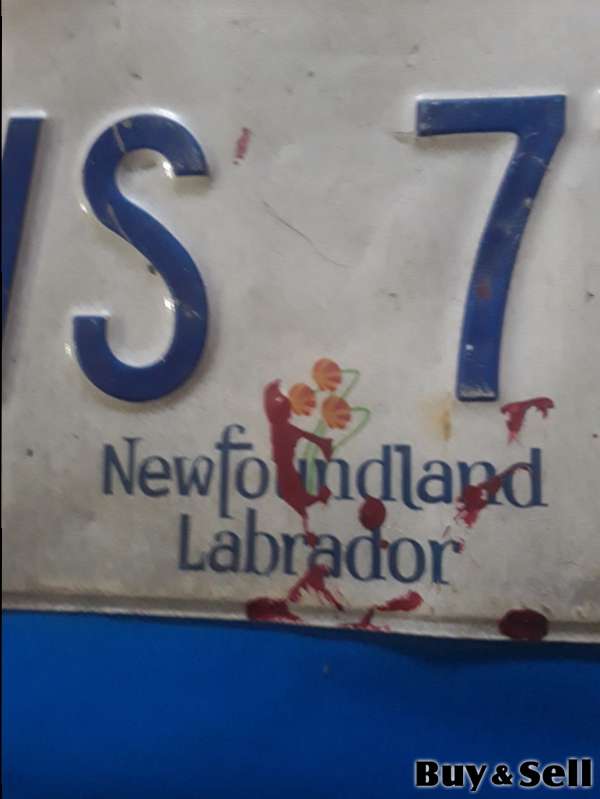 S 7
Newfoundland
Labrador
Buy & Sell